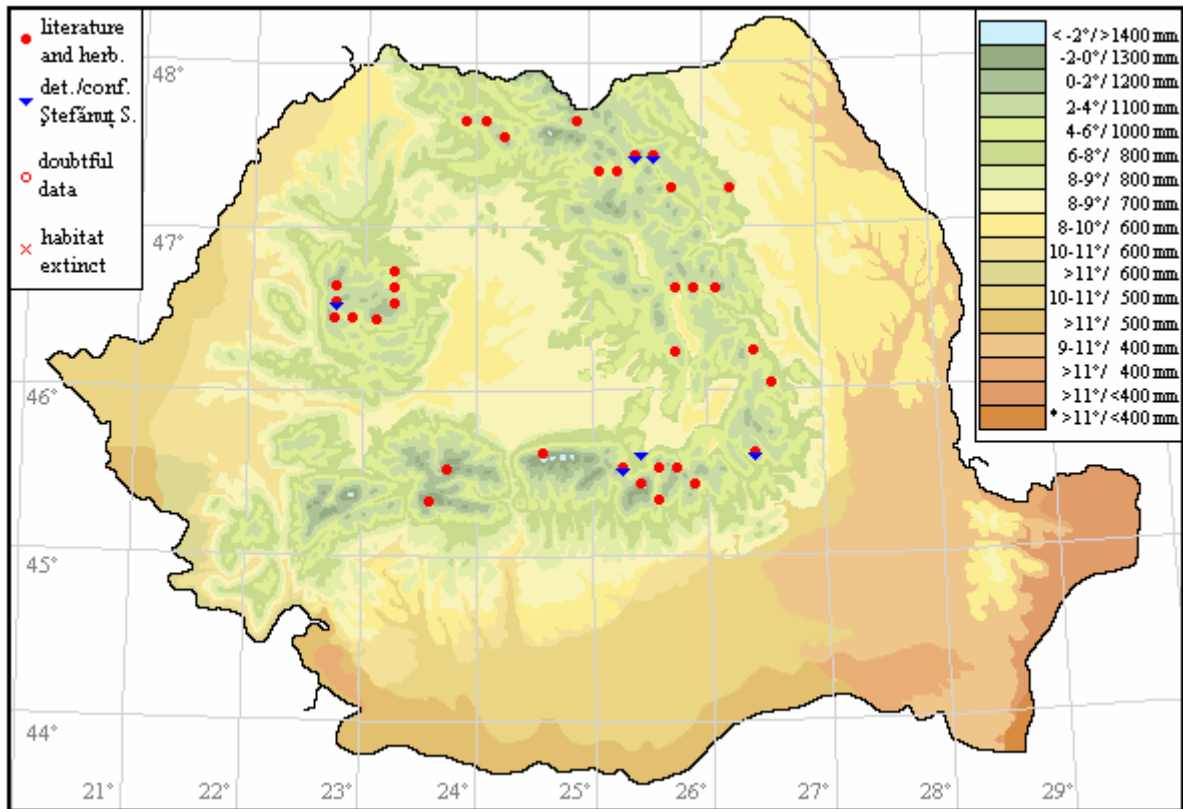 literature
and herb.
det./conf.
Ştefănuţ S.
doubtful
data
habitat
extinct
< -2°/>1400 mm
-2-0°/ 1300 mm
0-2°/ 1200 mm
2-4°/ 1100 mm
4-6°/ 1000 mm
6-8°/ 800 mm
8-9°/ 800 mm
8-9°/ 700 mm
8-10°/ 600 mm
10-11°/ 600 mm
>11°/ 600 mm
10-11°/ 500 mm
>11°/ 500 mm
9-11°/ 400 mm
>11°/ 400 mm
>11°/<400 mm
* >11°/<400 mm
48°
47°
46°
45°
44°
21° 22° 23° 24° 25° 26° 27° 28° 29°